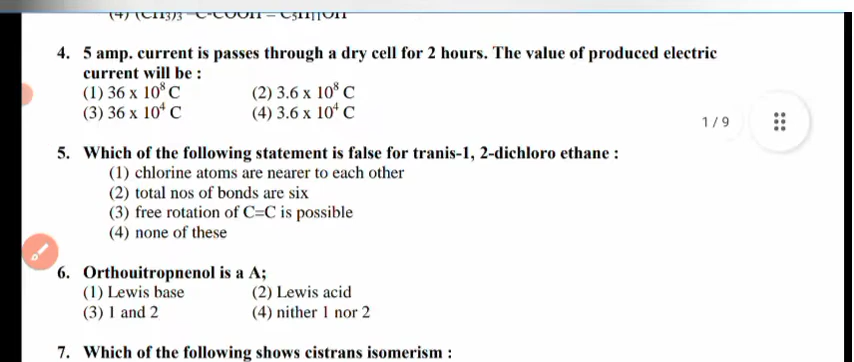 (4) (CH3)3 C-COOH = C5H11OH
4. 5 amp. current is passes through a dry cell for 2 hours. The value of produced electric
current will be :
(1) 36 x 10⁸ C (2) 3.6 x 10⁸ C
(3) 36 x 10⁴ C (4) 3.6 x 10⁴ C
1 / 9
5. Which of the following statement is false for tranis-1, 2-dichloro ethane :
(1) chlorine atoms are nearer to each other
(2) total nos of bonds are six
(3) free rotation of C=C is possible
(4) none of these
6. Orthouitropnenol is a A;
(1) Lewis base (2) Lewis acid
(3) 1 and 2 (4) nither 1 nor 2
7. Which of the following shows cistrans isomerism :